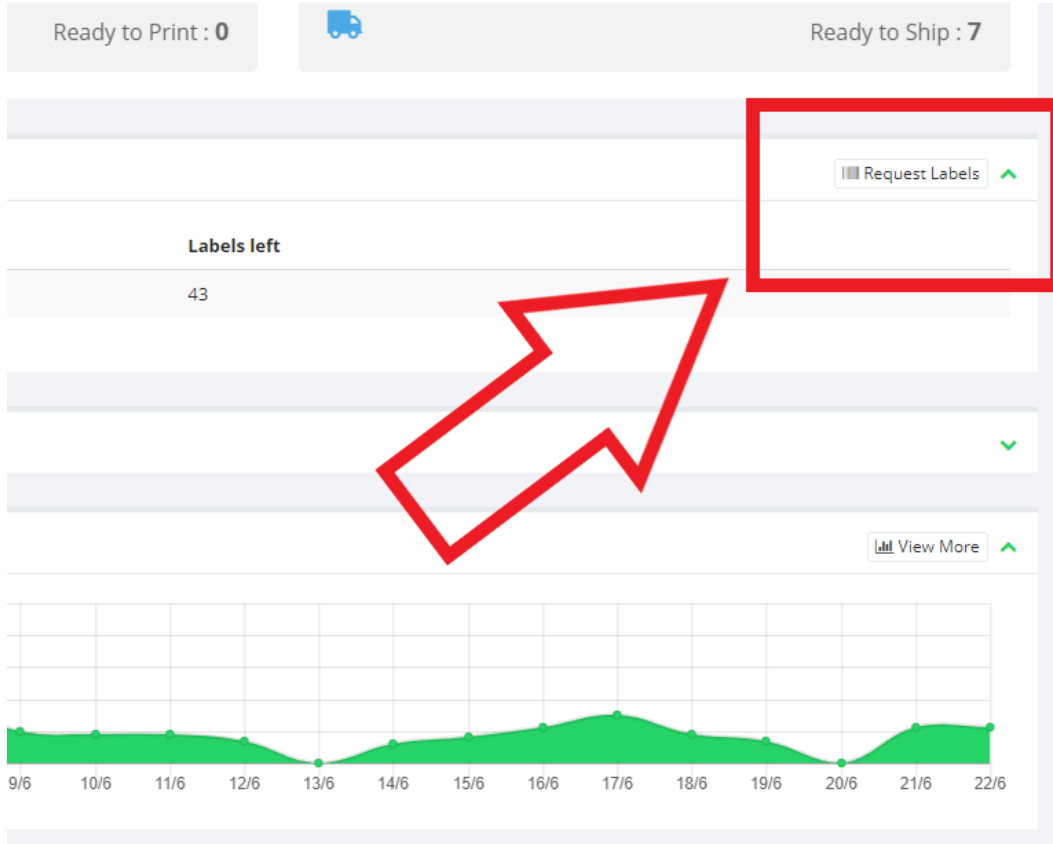 Ready to Print : 0
Ready to Ship : 7
Request Labels
Labels left
43
View More
9/6 10/6 11/6 12/6 13/6 14/6 15/6 16/6 17/6 18/6 19/6 20/6 21/6 22/6